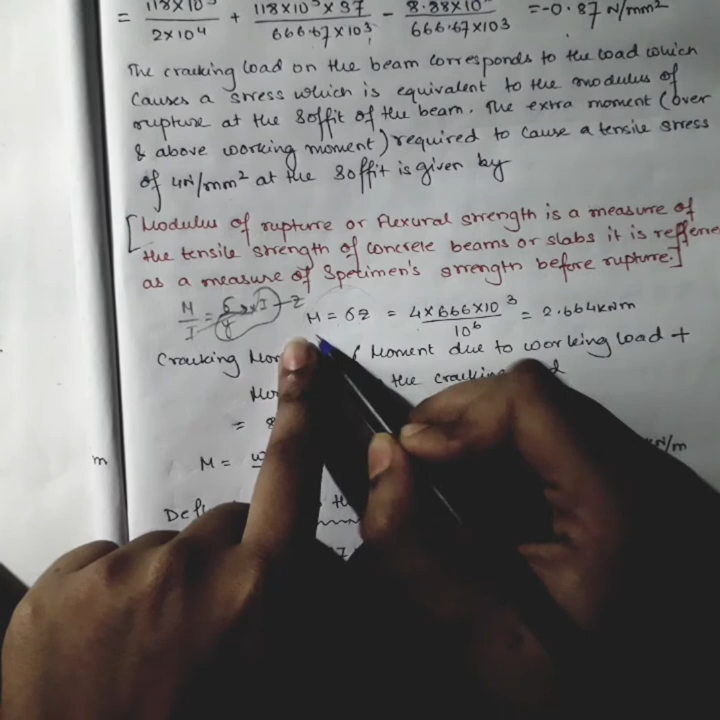 = 118×10³/2×10⁴ + 118×10³×37/666.67×10³ - 8.88×10/666.67×10³ = -0.87 N/mm²
The cracking load on the beam corresponds to the load which
causes a stress which is equivalent to the modulus of
rupture at the soffit of the beam. The extra moment (over
& above working moment) required to cause a tensile stress
of 4N/mm² at the soffit is given by
[Modulus of rupture or flexural strength is a measure of
the tensile strength of concrete beams or slabs it is
as a measure of specimen's strength before rupture.]
M/I = σ/y × I Z
M = σz = 4×666×10³/10⁶ = 2.664 kNm
Cracking Moment due to working load +
the
=
m
M = w N/m
Def